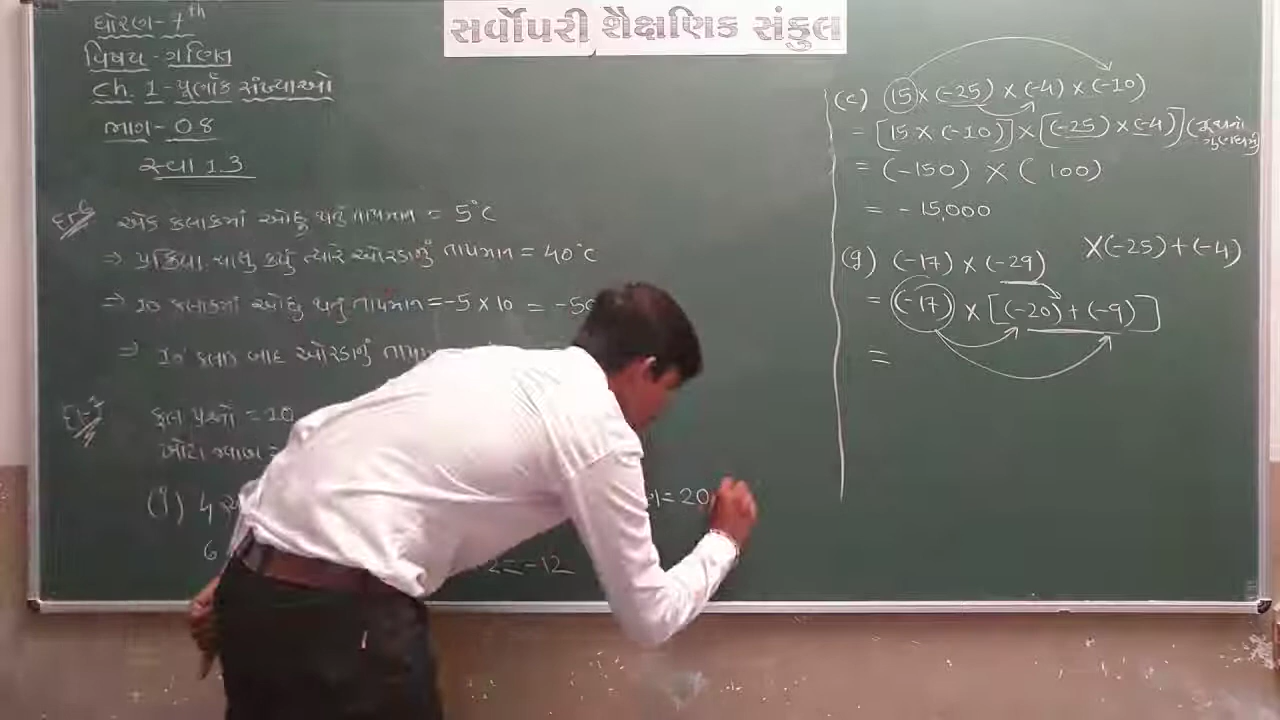 સર્વોપરી શૈક્ષણિક સંકુલ
ધોરણ - 7th
વિષય - ગણિત
Ch. 1 - પૂર્ણાંક સંખ્યાઓ
ભાગ - 08
સ્વા 1.3
એક કલાકમાં ઓછુ થતું તાપમાન = 5°C
⇒ પ્રક્રિયા ચાલુ કર્યુ ત્યારે ઓરડાનું તાપમાન = 40°C
⇒ 10 કલાકમાં ઓછુ થતું તાપમાન = -5 × 10 = -50
⇒ 10 કલાક બાદ ઓરડાનું
કુલ પ્રશ્નો = 10
ખોટા જવાબ =
(1) 4
= 20
6
2 = -12
(c) 15 × (-25) × (-4) × (-10)
= [15 × (-10)] × [(-25) × (-4)]
= (-150) × ( 100)
= - 15,000
(g) (-17) × (-29)
×(-25)+(-4)
= (-17) × [(-20) + (-9)]
=